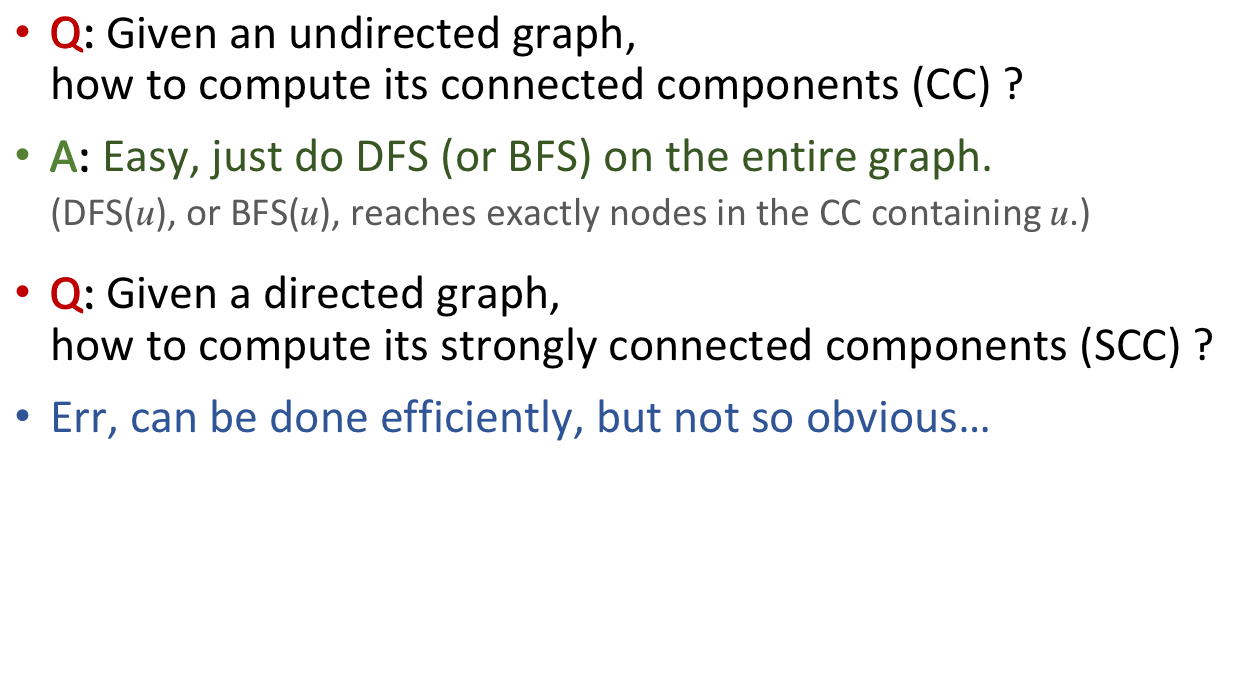 • Q: Given an undirected graph,
how to compute its connected components (CC) ?
• A: Easy, just do DFS (or BFS) on the entire graph.
(DFS(u), or BFS(u), reaches exactly nodes in the CC containing u.)
• Q: Given a directed graph,
how to compute its strongly connected components (SCC) ?
• Err, can be done efficiently, but not so obvious…